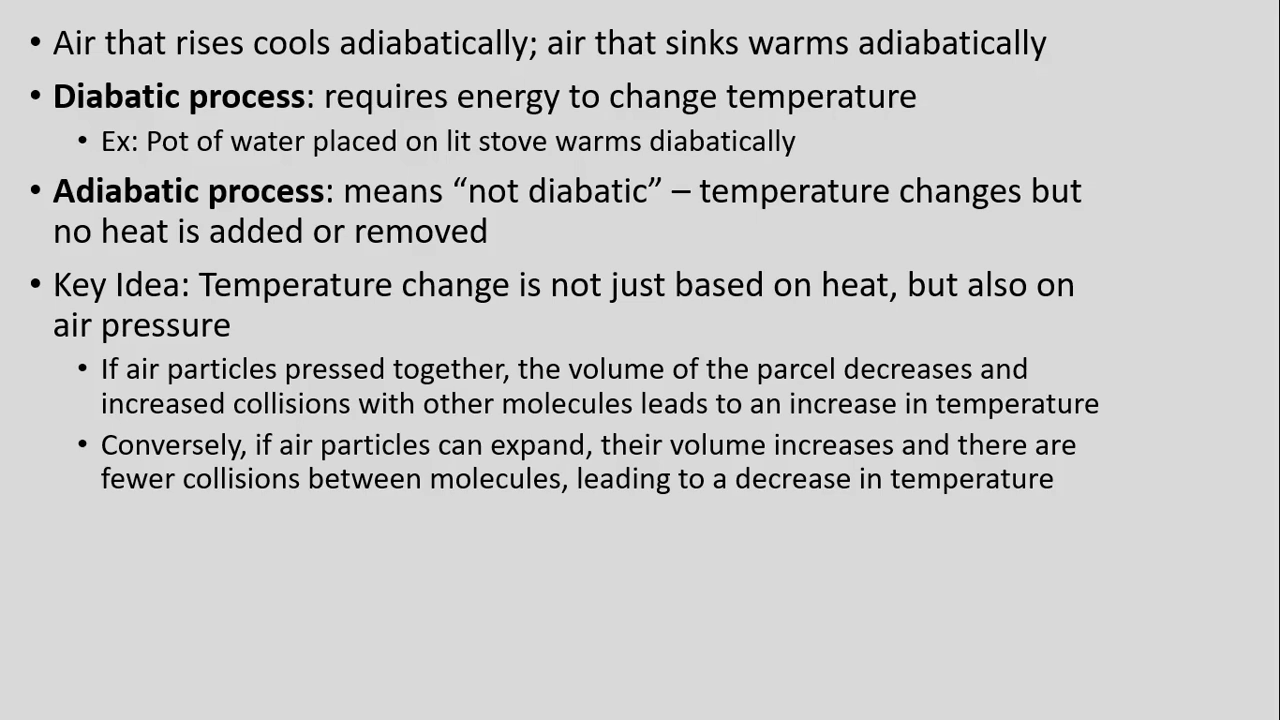 • Air that rises cools adiabatically; air that sinks warms adiabatically
• Diabatic process: requires energy to change temperature
• Ex: Pot of water placed on lit stove warms diabatically
• Adiabatic process: means “not diabatic” – temperature changes but
no heat is added or removed
• Key Idea: Temperature change is not just based on heat, but also on
air pressure
• If air particles pressed together, the volume of the parcel decreases and
increased collisions with other molecules leads to an increase in temperature
• Conversely, if air particles can expand, their volume increases and there are
fewer collisions between molecules, leading to a decrease in temperature